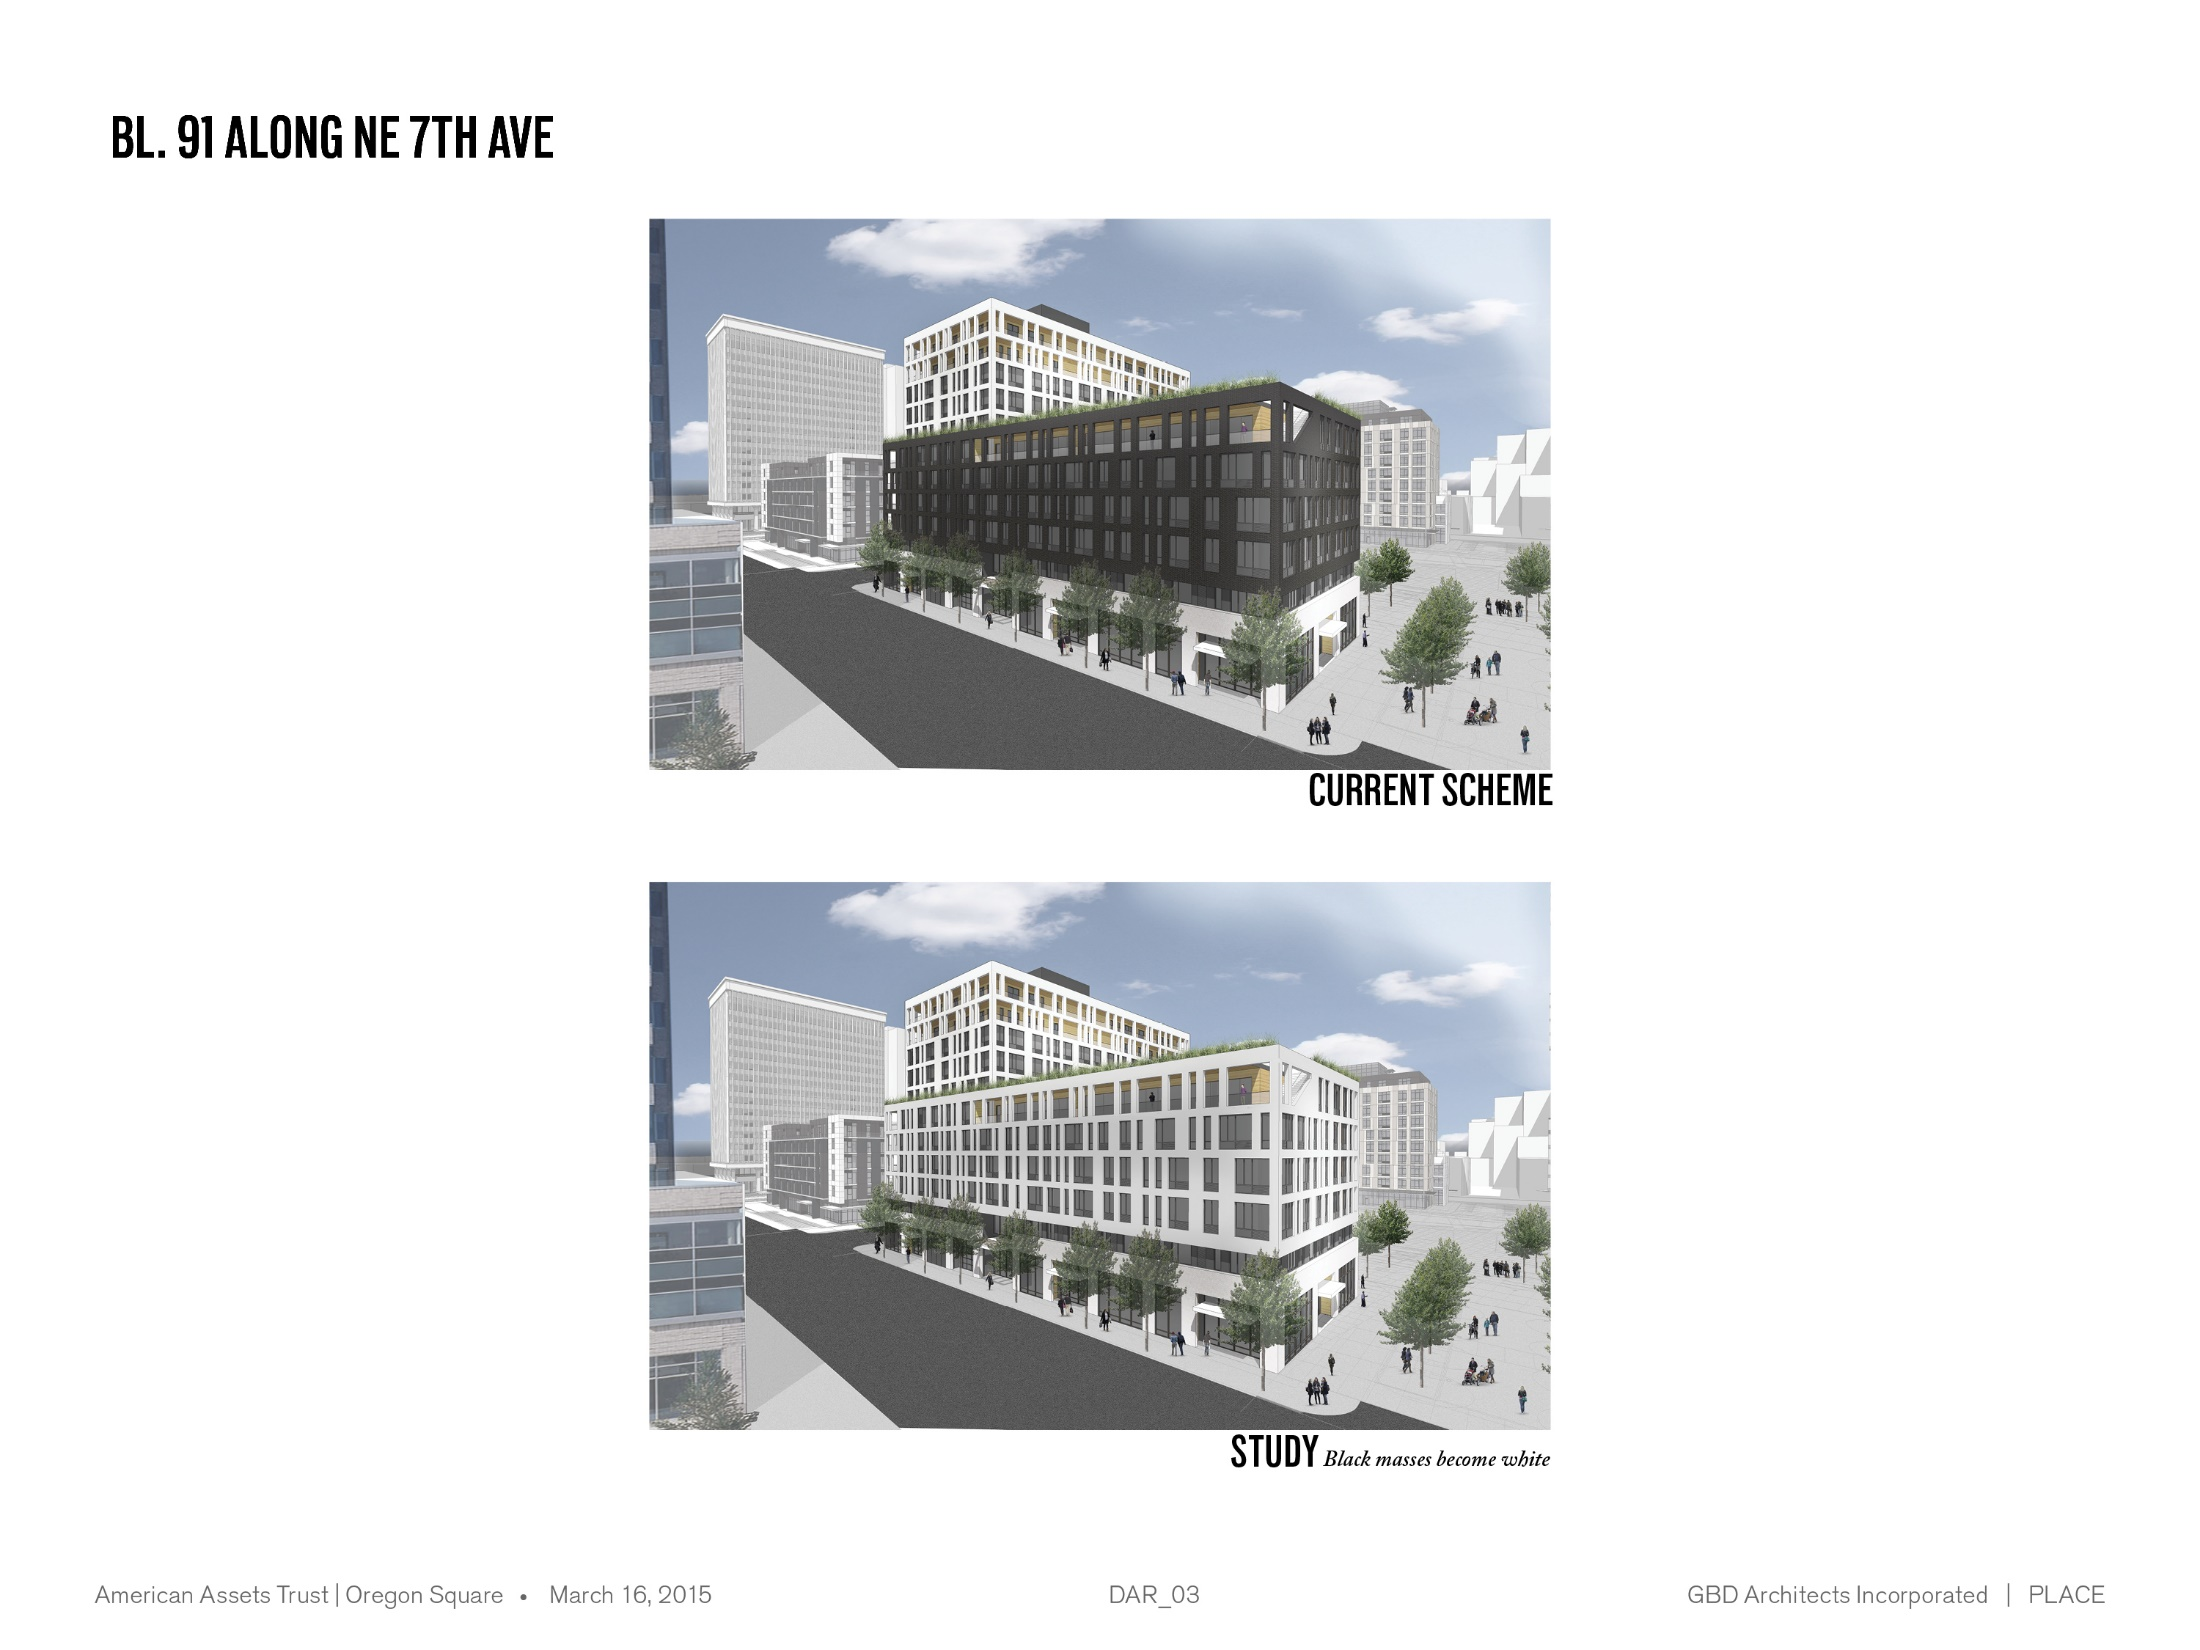 BL. 91 ALONG NE 7TH AVE
CURRENT SCHEME
STUDY Black masses become white
American Assets Trust | Oregon Square • March 16, 2015 DAR_03 GBD Architects Incorporated | PLACE